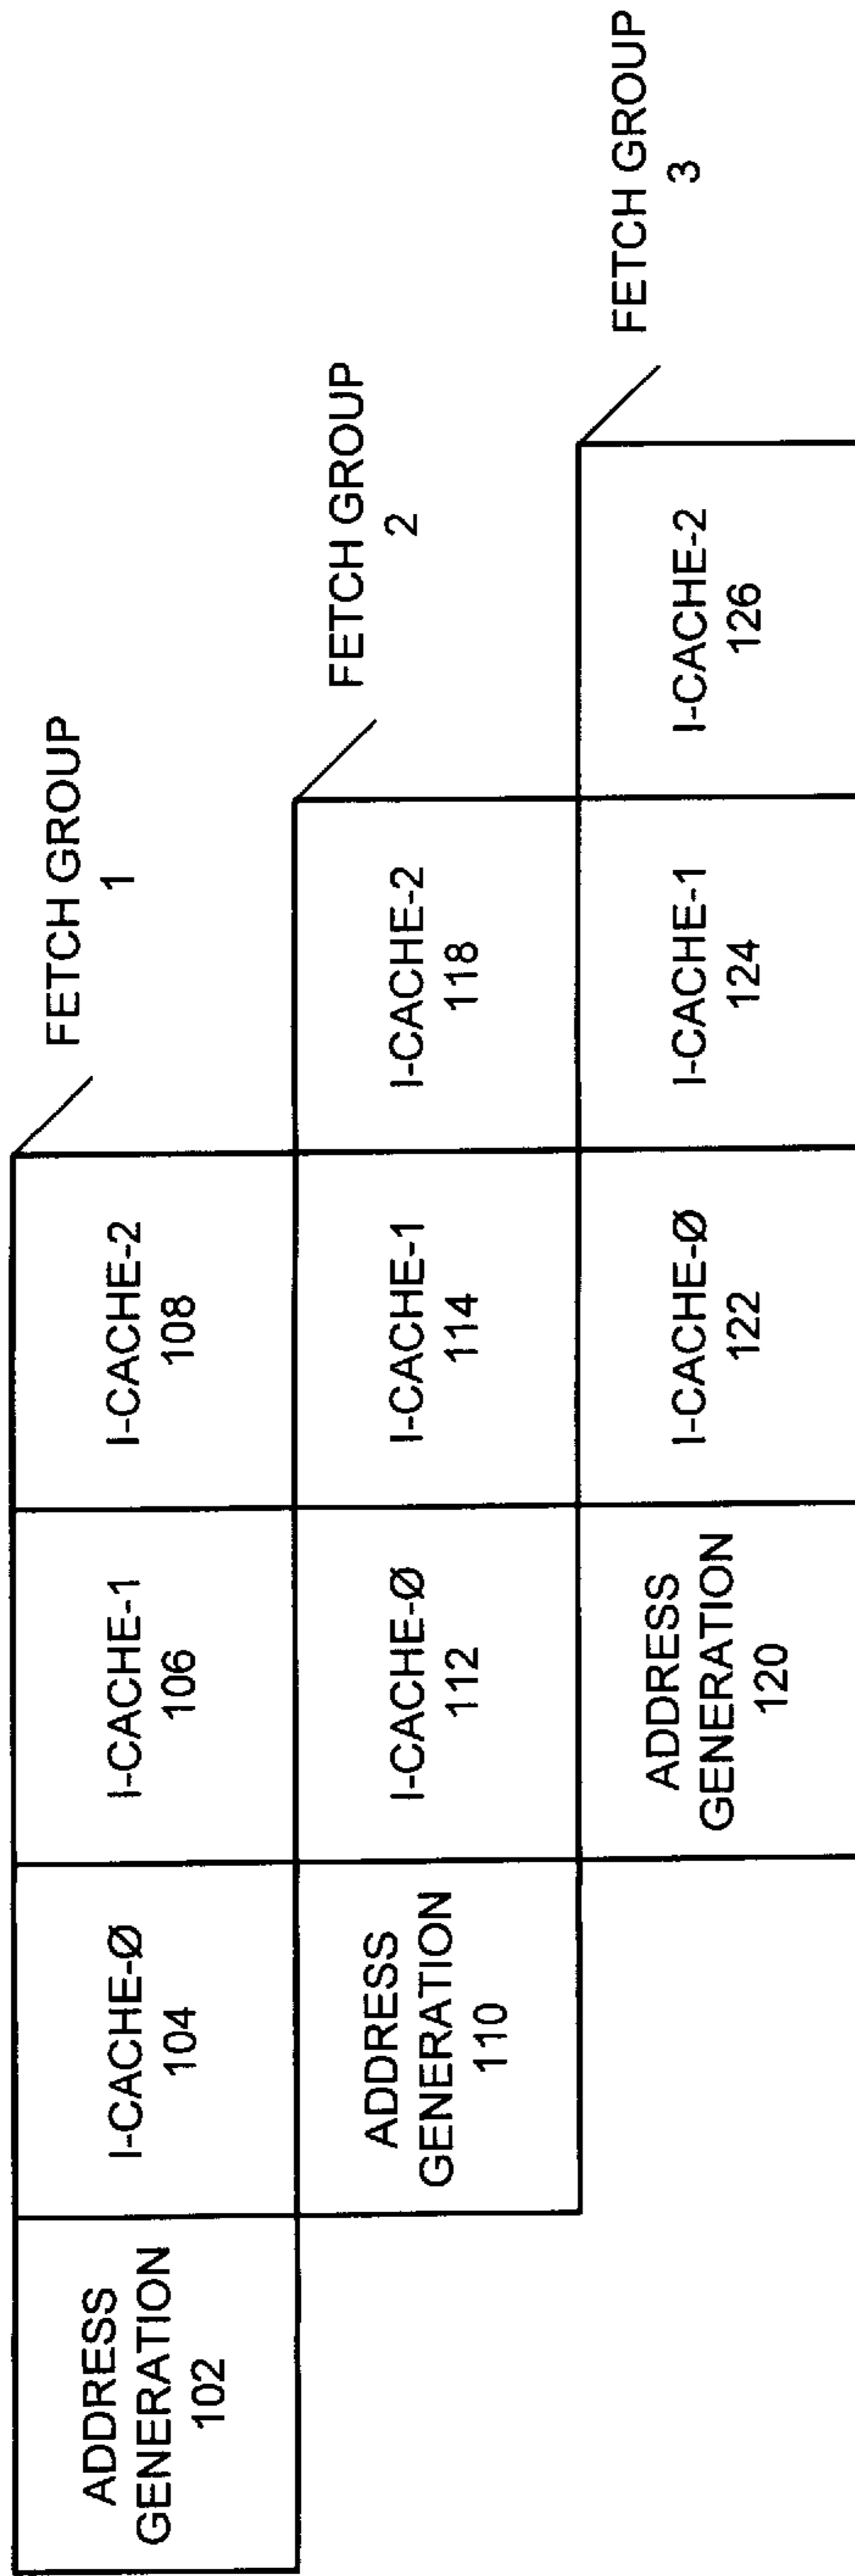 ADDRESS
GENERATION
102
I-CACHE-Ø
104
I-CACHE-1
106
I-CACHE-2
108
FETCH GROUP
1
ADDRESS
GENERATION
110
I-CACHE-Ø
112
I-CACHE-1
114
I-CACHE-2
118
FETCH GROUP
2
ADDRESS
GENERATION
120
I-CACHE-Ø
122
I-CACHE-1
124
I-CACHE-2
126
FETCH GROUP
3